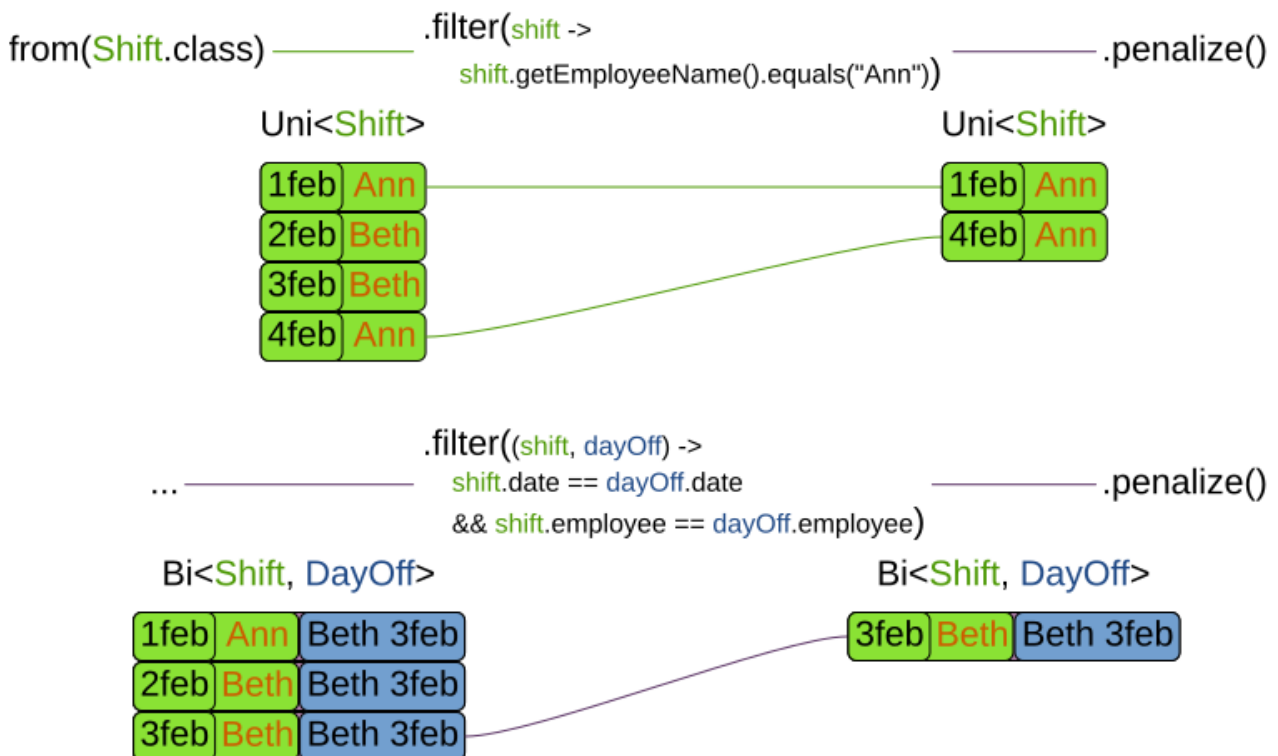 from(Shift.class)
.filter(shift ->
shift.getEmployeeName().equals("Ann"))
.penalize()
Uni<Shift>
Uni<Shift>
1feb Ann
1feb Ann
2feb Beth
4feb Ann
3feb Beth
4feb Ann
.filter((shift, dayOff) ->
... shift.date == dayOff.date
.penalize()
&& shift.employee == dayOff.employee)
Bi<Shift, DayOff>
Bi<Shift, DayOff>
1feb Ann Beth 3feb
3feb Beth Beth 3feb
2feb Beth Beth 3feb
3feb Beth Beth 3feb